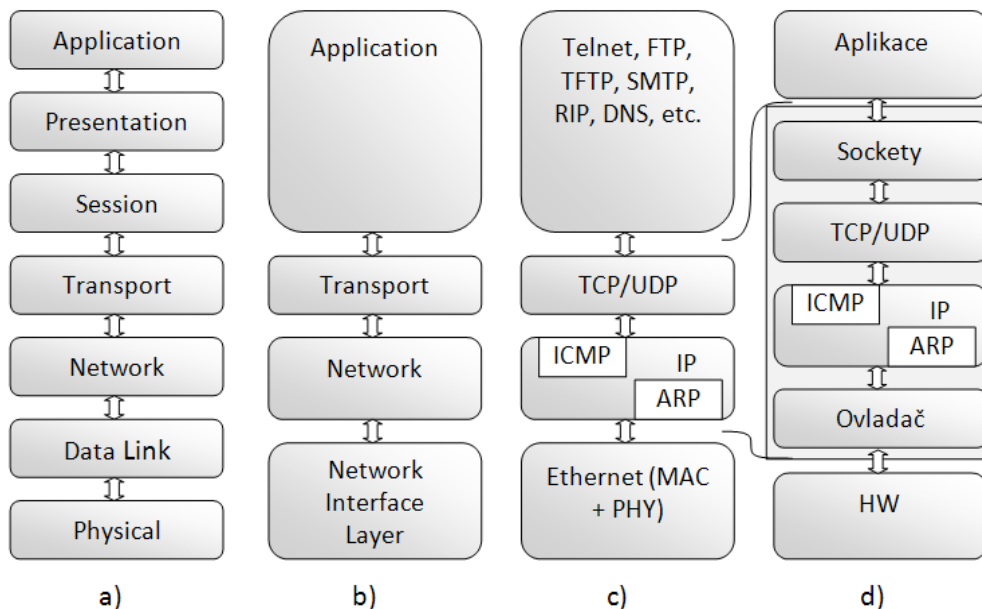 Application
Presentation
Session
Transport
Network
Data Link
Physical
a)
Application
Transport
Network
Network
Interface
Layer
b)
Telnet, FTP,
TFTP, SMTP,
RIP, DNS, etc.
TCP/UDP
ICMP
IP
ARP
Ethernet (MAC
+ PHY)
c)
Aplikace
Sockety
TCP/UDP
ICMP
IP
ARP
Ovladač
HW
d)